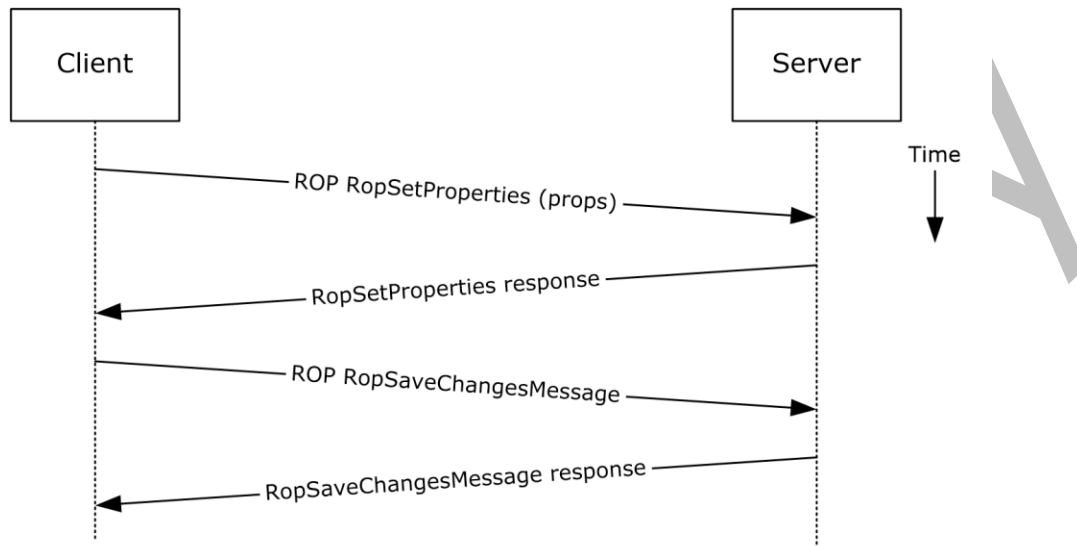 Client
Server
Time
ROP RopSetProperties (props)
RopSetProperties response
ROP RopSaveChangesMessage
RopSaveChangesMessage response